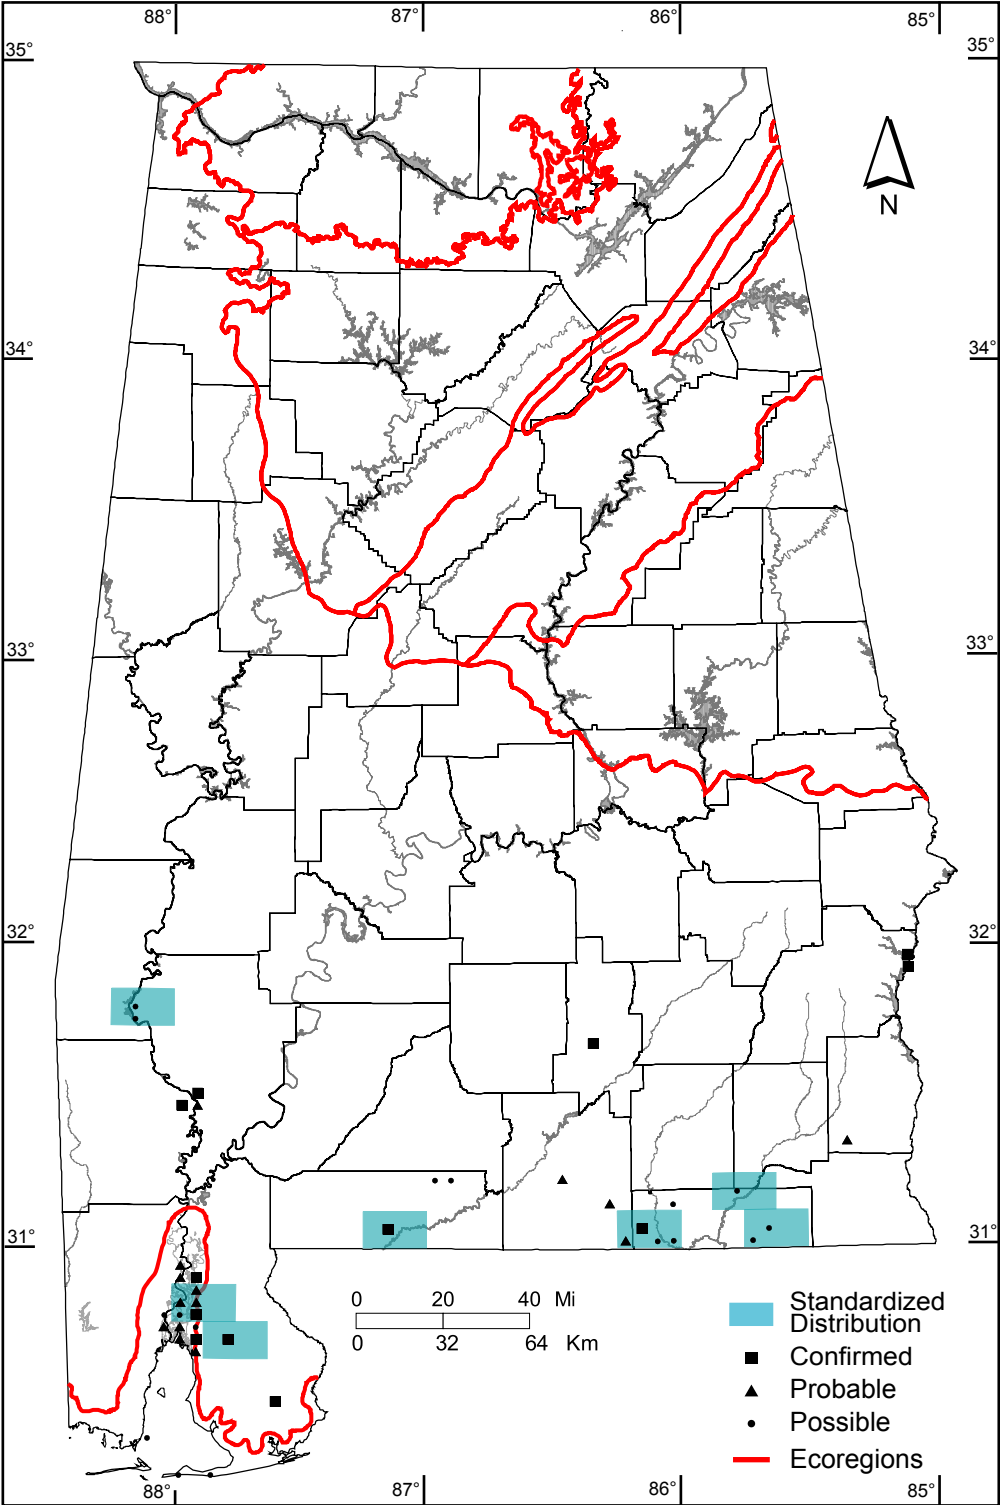 88° 87° 86° 85°
35° 35°
N
34° 34°
33° 33°
32° 32°
31° 31°
0 20 40 Mi
0 32 64 Km
Standardized
Distribution
Confirmed
Probable
Possible
Ecoregions
88° 87° 86° 85°